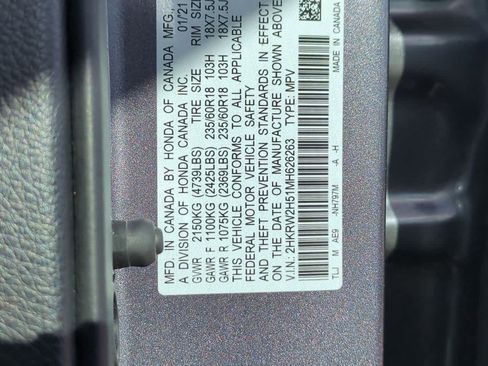 MFD. IN CANADA BY HONDA OF CANADA MFG.,
A DIVISION OF HONDA CANADA INC. 01/21
GVWR 2150KG (4739LBS) TIRE SIZE RIM SIZE
GAWR F 1100KG (2425LBS) 235/60R18 103H 18X7.5J
GAWR R 1075KG (2369LBS) 235/60R18 103H 18X7.5J
THIS VEHICLE CONFORMS TO ALL APPLICABLE
FEDERAL MOTOR VEHICLE SAFETY
AND THEFT PREVENTION STANDARDS IN EFFECT
ON THE DATE OF MANUFACTURE SHOWN ABOVE.
V.I.N: 2HKRW2H51MH626263 TYPE: MPV
TLJ M AE9 -NH797M -A -H MADE IN CANADA